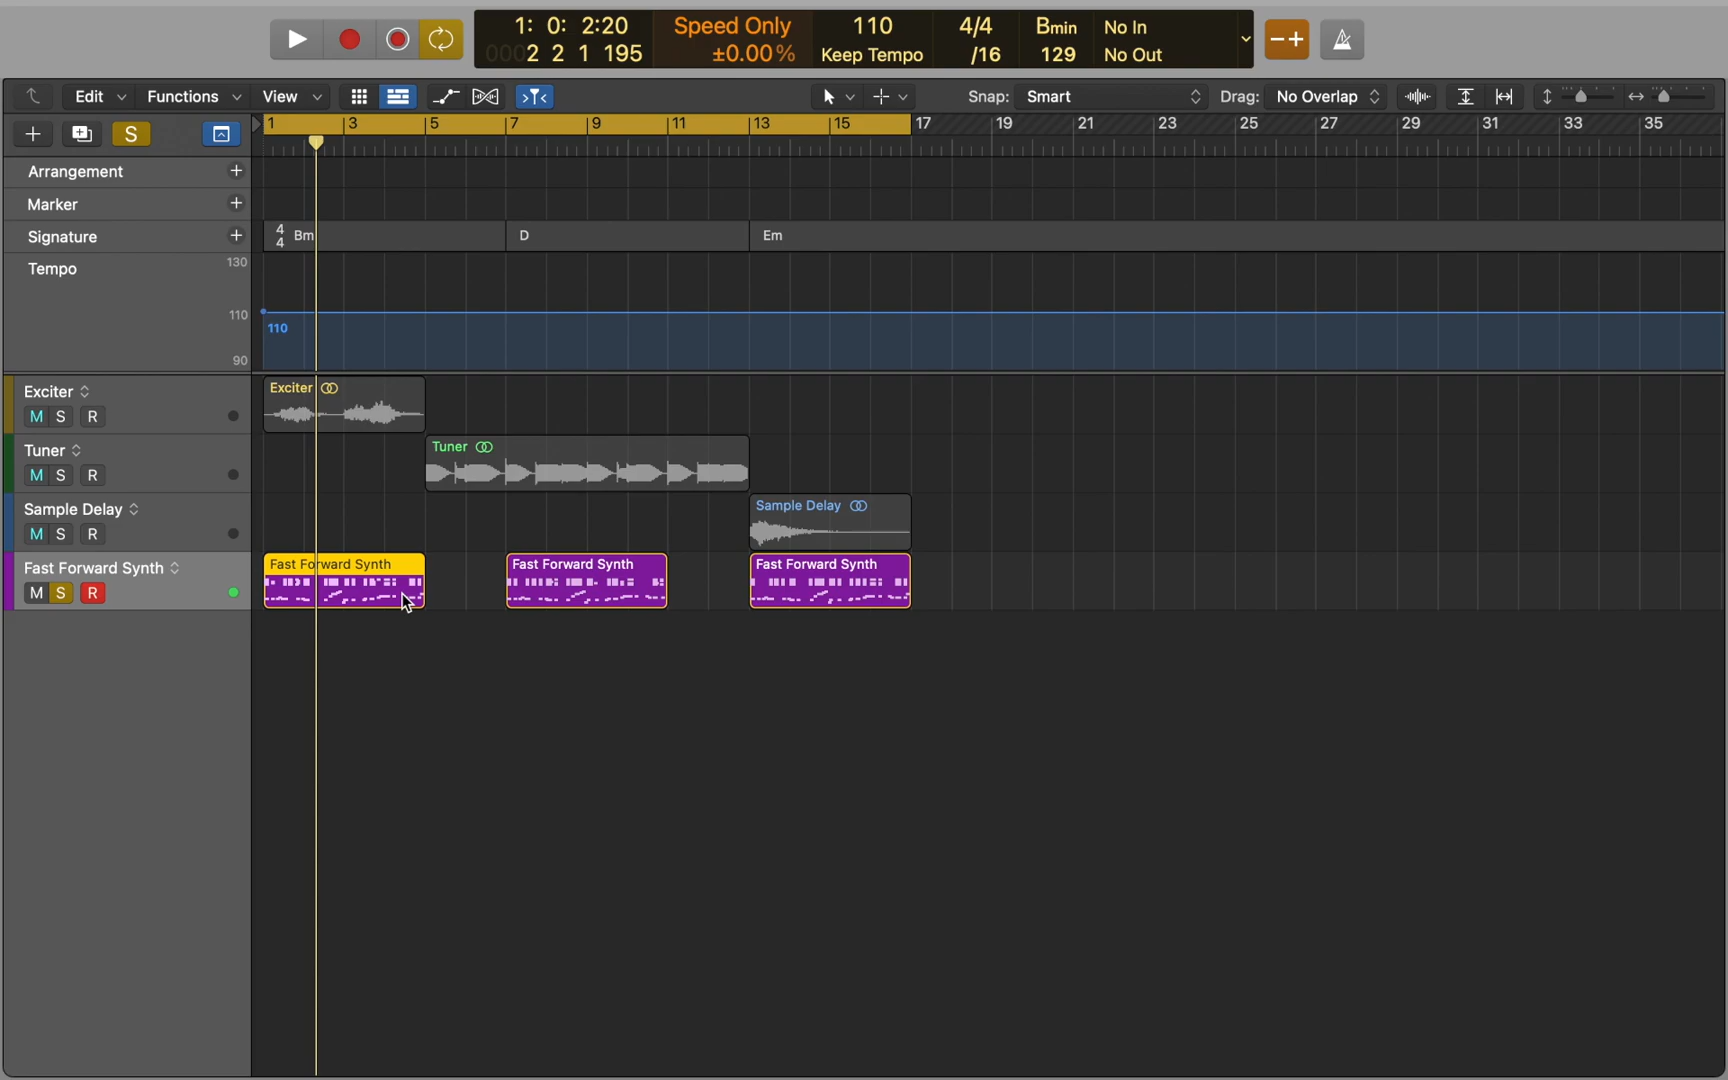 1: 0: 2:20 Speed Only 110 4/4 Bmin No In
0002 2 1 195 ±0.00% Keep Tempo /16 129 No Out
Edit Functions View Snap: Smart Drag: No Overlap
S 1 3 5 7 9 11 13 15 17 19 21 23 25 27 29 31 33 35
Arrangement +
Marker +
Signature + 4 4 Bm D Em
Tempo 130
110
110
90
Exciter Exciter
M S R
Tuner Tuner
M S R
Sample Delay Sample Delay
M S R
Fast Forward Synth Fast Forward Synth Fast Forward Synth Fast Forward Synth
M S R